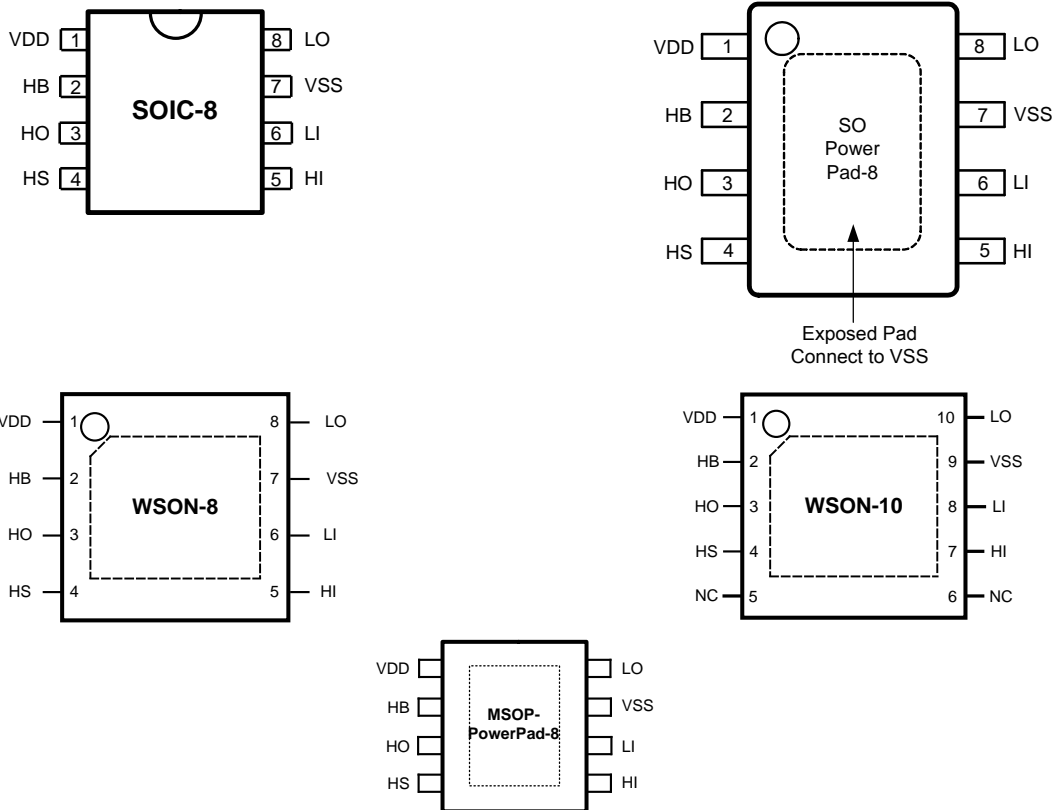 VDD 1 8 LO
HB 2 7 VSS
SOIC-8
HO 3 6 LI
HS 4 5 HI
VDD 1 8 LO
HB 2 7 VSS
SO
Power
Pad-8
HO 3 6 LI
HS 4 5 HI
Exposed Pad
Connect to VSS
VDD 1 8 LO
HB 2 7 VSS
WSON-8
HO 3 6 LI
HS 4 5 HI
VDD 1 10 LO
HB 2 9 VSS
HO 3 WSON-10 8 LI
HS 4 7 HI
NC 5 6 NC
VDD LO
HB VSS
MSOP-
PowerPad-8
HO LI
HS HI